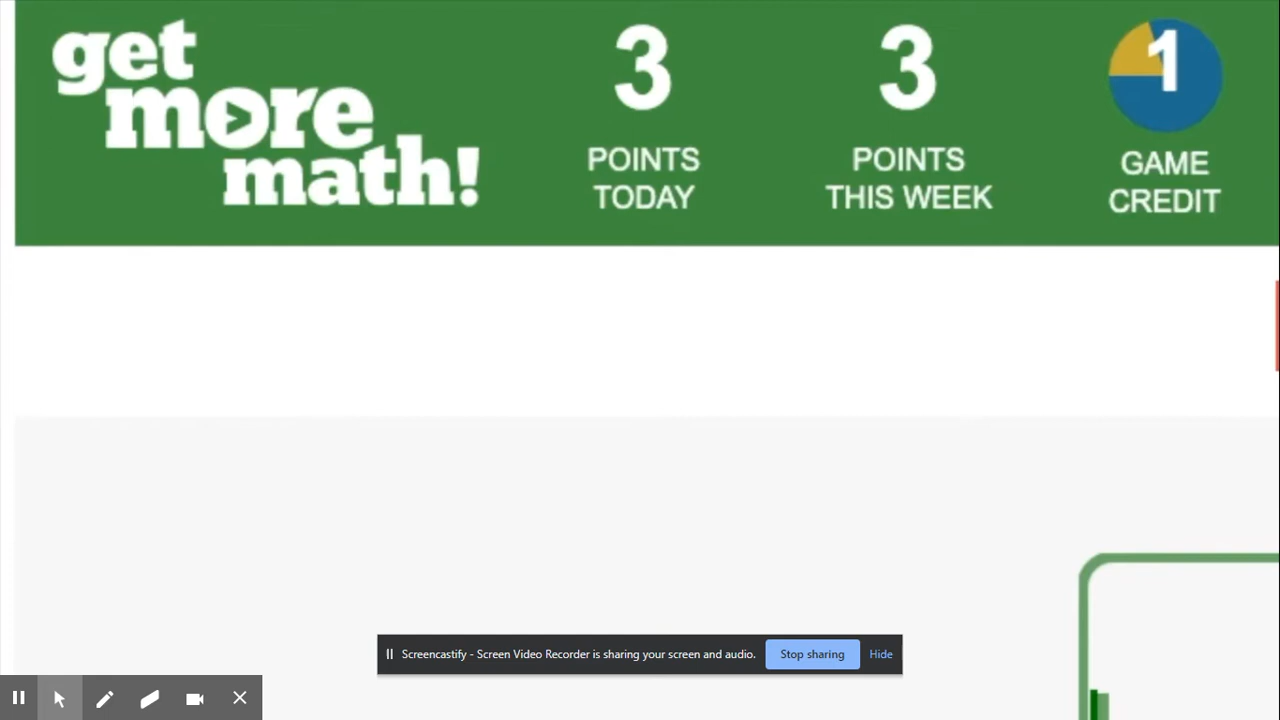 get
more
math!
3
POINTS
TODAY
3
POINTS
THIS WEEK
1
GAME
CREDIT
Screencastify - Screen Video Recorder is sharing your screen and audio.
Stop sharing
Hide